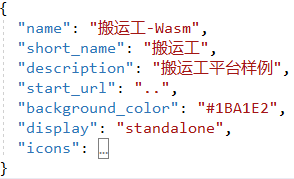 {
"name": "搬运工-Wasm",
"short_name": "搬运工",
"description": "搬运工平台样例",
"start_url": "..",
"background_color": "#1BA1E2",
"display": "standalone",
"icons": …
}